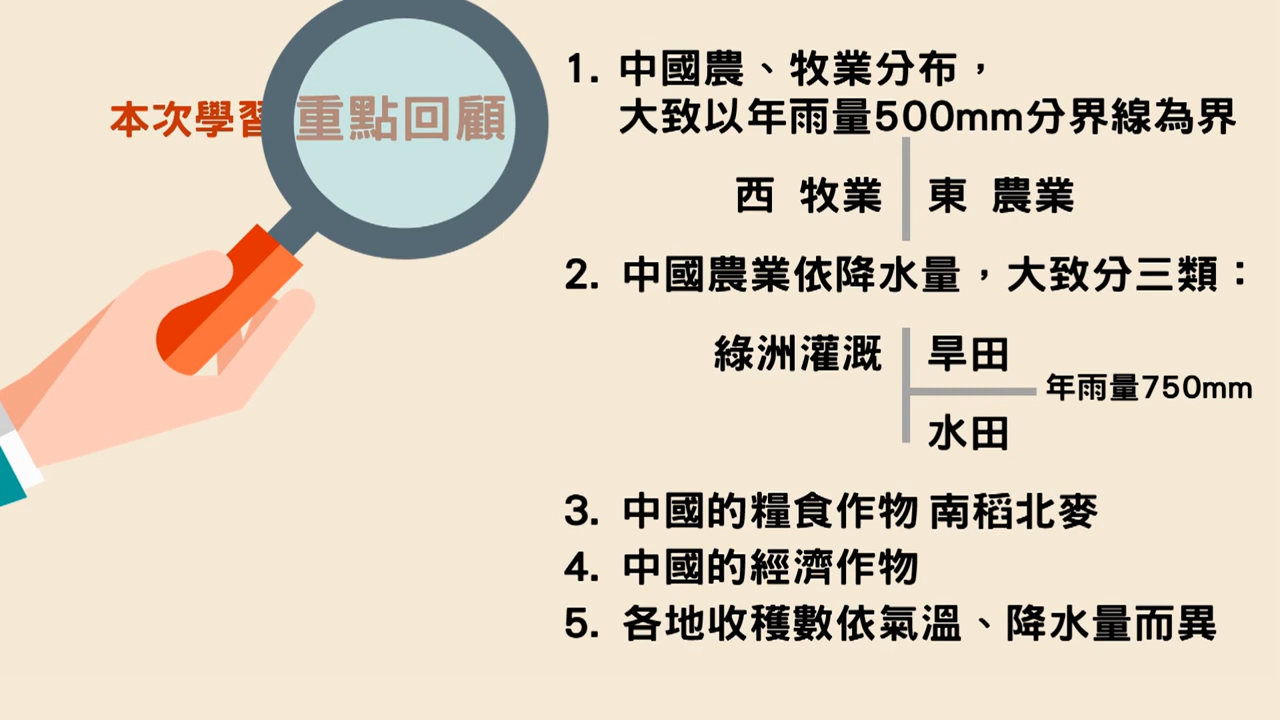 本次學習重點回顧
1. 中國農、牧業分布，
大致以年雨量500mm分界線為界
西 牧業 東 農業
2. 中國農業依降水量，大致分三類：
綠洲灌溉 旱田
年雨量750mm
水田
3. 中國的糧食作物 南稻北麥
4. 中國的經濟作物
5. 各地收穫數依氣溫、降水量而異